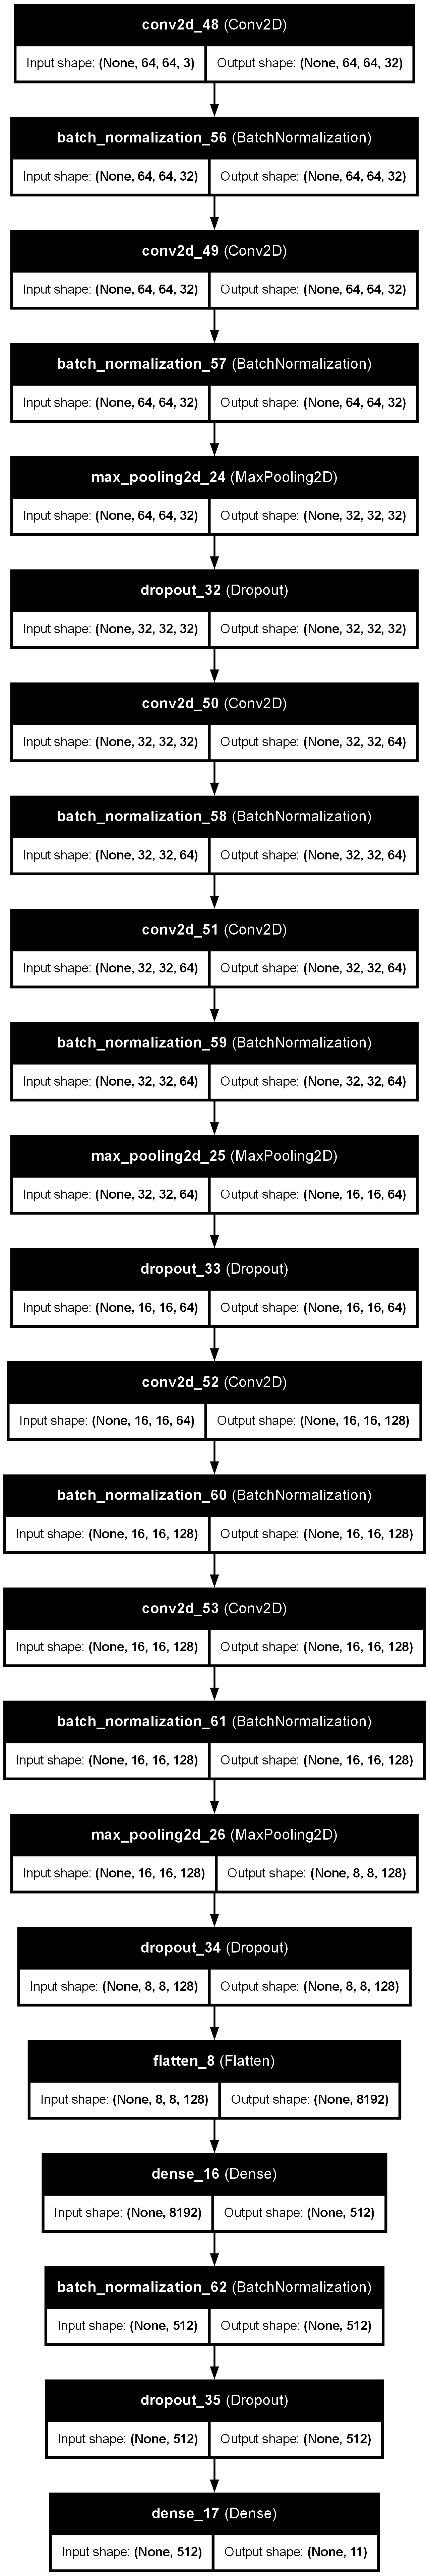 conv2d_48 (Conv2D)
Input shape: (None, 64, 64, 3) Output shape: (None, 64, 64, 32)
batch_normalization_56 (BatchNormalization)
Input shape: (None, 64, 64, 32) Output shape: (None, 64, 64, 32)
conv2d_49 (Conv2D)
Input shape: (None, 64, 64, 32) Output shape: (None, 64, 64, 32)
batch_normalization_57 (BatchNormalization)
Input shape: (None, 64, 64, 32) Output shape: (None, 64, 64, 32)
max_pooling2d_24 (MaxPooling2D)
Input shape: (None, 64, 64, 32) Output shape: (None, 32, 32, 32)
dropout_32 (Dropout)
Input shape: (None, 32, 32, 32) Output shape: (None, 32, 32, 32)
conv2d_50 (Conv2D)
Input shape: (None, 32, 32, 32) Output shape: (None, 32, 32, 64)
batch_normalization_58 (BatchNormalization)
Input shape: (None, 32, 32, 64) Output shape: (None, 32, 32, 64)
conv2d_51 (Conv2D)
Input shape: (None, 32, 32, 64) Output shape: (None, 32, 32, 64)
batch_normalization_59 (BatchNormalization)
Input shape: (None, 32, 32, 64) Output shape: (None, 32, 32, 64)
max_pooling2d_25 (MaxPooling2D)
Input shape: (None, 32, 32, 64) Output shape: (None, 16, 16, 64)
dropout_33 (Dropout)
Input shape: (None, 16, 16, 64) Output shape: (None, 16, 16, 64)
conv2d_52 (Conv2D)
Input shape: (None, 16, 16, 64) Output shape: (None, 16, 16, 128)
batch_normalization_60 (BatchNormalization)
Input shape: (None, 16, 16, 128) Output shape: (None, 16, 16, 128)
conv2d_53 (Conv2D)
Input shape: (None, 16, 16, 128) Output shape: (None, 16, 16, 128)
batch_normalization_61 (BatchNormalization)
Input shape: (None, 16, 16, 128) Output shape: (None, 16, 16, 128)
max_pooling2d_26 (MaxPooling2D)
Input shape: (None, 16, 16, 128) Output shape: (None, 8, 8, 128)
dropout_34 (Dropout)
Input shape: (None, 8, 8, 128) Output shape: (None, 8, 8, 128)
flatten_8 (Flatten)
Input shape: (None, 8, 8, 128) Output shape: (None, 8192)
dense_16 (Dense)
Input shape: (None, 8192) Output shape: (None, 512)
batch_normalization_62 (BatchNormalization)
Input shape: (None, 512) Output shape: (None, 512)
dropout_35 (Dropout)
Input shape: (None, 512) Output shape: (None, 512)
dense_17 (Dense)
Input shape: (None, 512) Output shape: (None, 11)